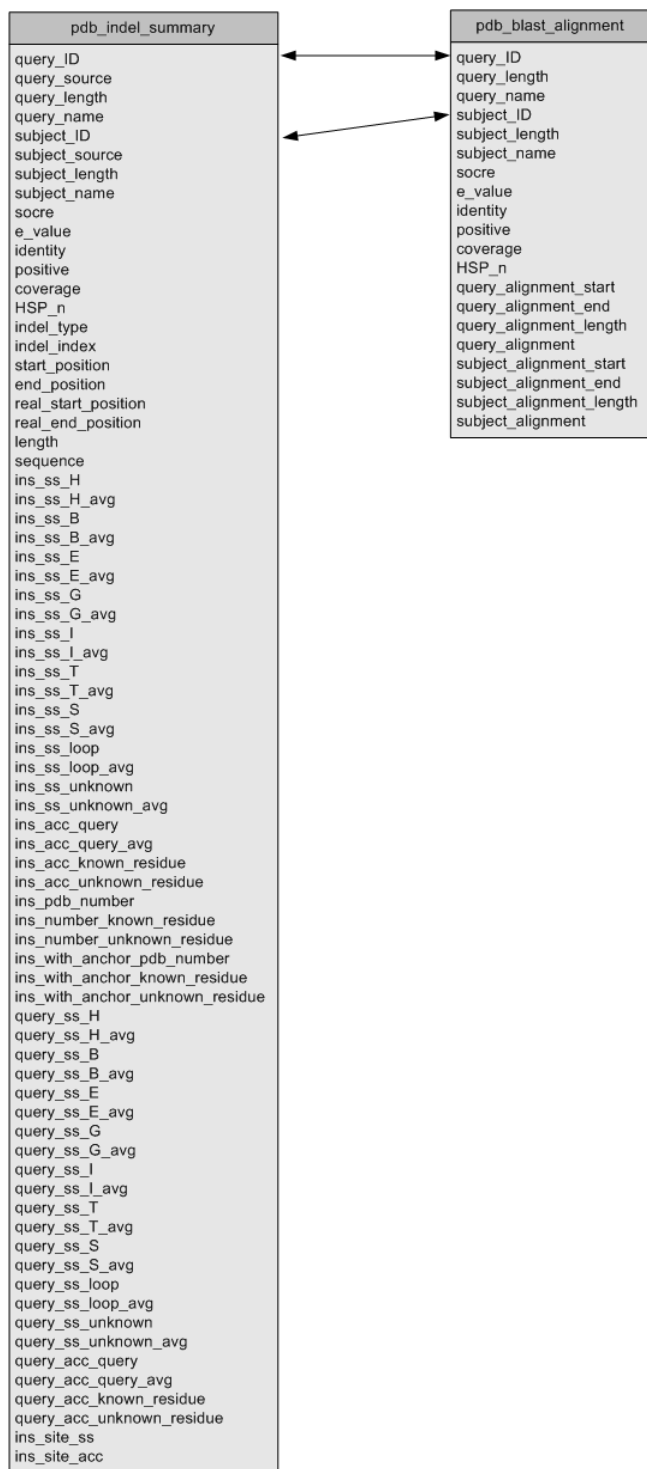 pdb_indel_summary
query_ID
query_source
query_length
query_name
subject_ID
subject_source
subject_length
subject_name
socre
e_value
identity
positive
coverage
HSP_n
indel_type
indel_index
start_position
end_position
real_start_position
real_end_position
length
sequence
ins_ss_H
ins_ss_H_avg
ins_ss_B
ins_ss_B_avg
ins_ss_E
ins_ss_E_avg
ins_ss_G
ins_ss_G_avg
ins_ss_I
ins_ss_I_avg
ins_ss_T
ins_ss_T_avg
ins_ss_S
ins_ss_S_avg
ins_ss_loop
ins_ss_loop_avg
ins_ss_unknown
ins_ss_unknown_avg
ins_acc_query
ins_acc_query_avg
ins_acc_known_residue
ins_acc_unknown_residue
ins_pdb_number
ins_number_known_residue
ins_number_unknown_residue
ins_with_anchor_pdb_number
ins_with_anchor_known_residue
ins_with_anchor_unknown_residue
query_ss_H
query_ss_H_avg
query_ss_B
query_ss_B_avg
query_ss_E
query_ss_E_avg
query_ss_G
query_ss_G_avg
query_ss_I
query_ss_I_avg
query_ss_T
query_ss_T_avg
query_ss_S
query_ss_S_avg
query_ss_loop
query_ss_loop_avg
query_ss_unknown
query_ss_unknown_avg
query_acc_query
query_acc_query_avg
query_acc_known_residue
query_acc_unknown_residue
ins_site_ss
ins_site_acc
pdb_blast_alignment
query_ID
query_length
query_name
subject_ID
subject_length
subject_name
socre
e_value
identity
positive
coverage
HSP_n
query_alignment_start
query_alignment_end
query_alignment_length
query_alignment
subject_alignment_start
subject_alignment_end
subject_alignment_length
subject_alignment